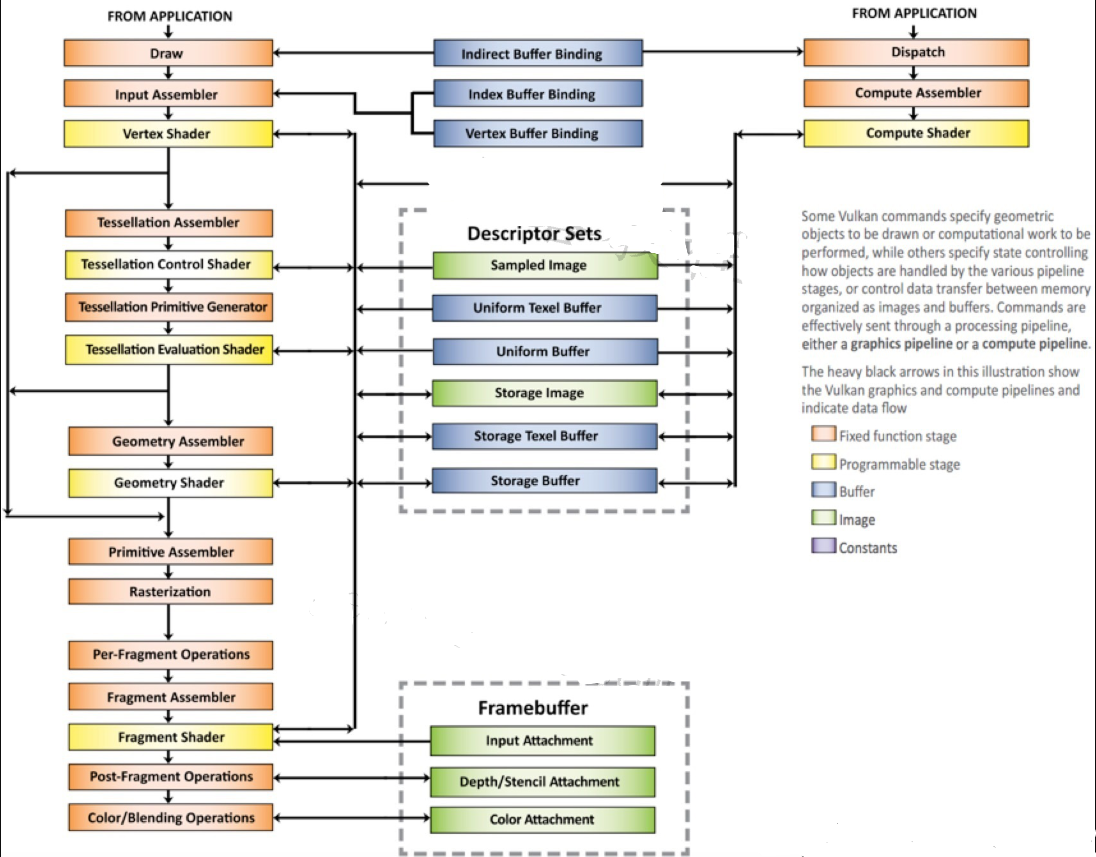 FROM APPLICATION
Draw
Input Assembler
Vertex Shader
Tessellation Assembler
Tessellation Control Shader
Tessellation Primitive Generator
Tessellation Evaluation Shader
Geometry Assembler
Geometry Shader
Primitive Assembler
Rasterization
Per-Fragment Operations
Fragment Assembler
Fragment Shader
Post-Fragment Operations
Color/Blending Operations
Indirect Buffer Binding
Index Buffer Binding
Vertex Buffer Binding
Descriptor Sets
Sampled Image
Uniform Texel Buffer
Uniform Buffer
Storage Image
Storage Texel Buffer
Storage Buffer
Framebuffer
Input Attachment
Depth/Stencil Attachment
Color Attachment
FROM APPLICATION
Dispatch
Compute Assembler
Compute Shader
Some Vulkan commands specify geometric
objects to be drawn or computational work to be
performed, while others specify state controlling
how objects are handled by the various pipeline
stages, or control data transfer between memory
organized as images and buffers. Commands are
effectively sent through a processing pipeline,
either a graphics pipeline or a compute pipeline.
The heavy black arrows in this illustration show
the Vulkan graphics and compute pipelines and
indicate data flow
Fixed function stage
Programmable stage
Buffer
Image
Constants